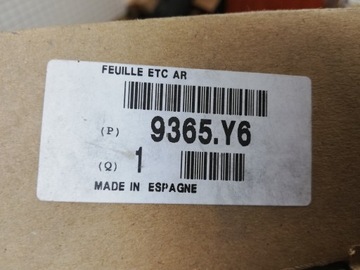 FEUILLE ETC AR
(P) 9365.Y6
(Q) 1
MADE IN ESPAGNE